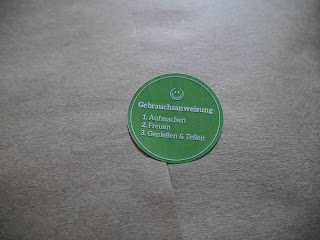 Gebrauchsanweisung
1. Aufmachen
2. Freuen
3. Genießen & Teilen